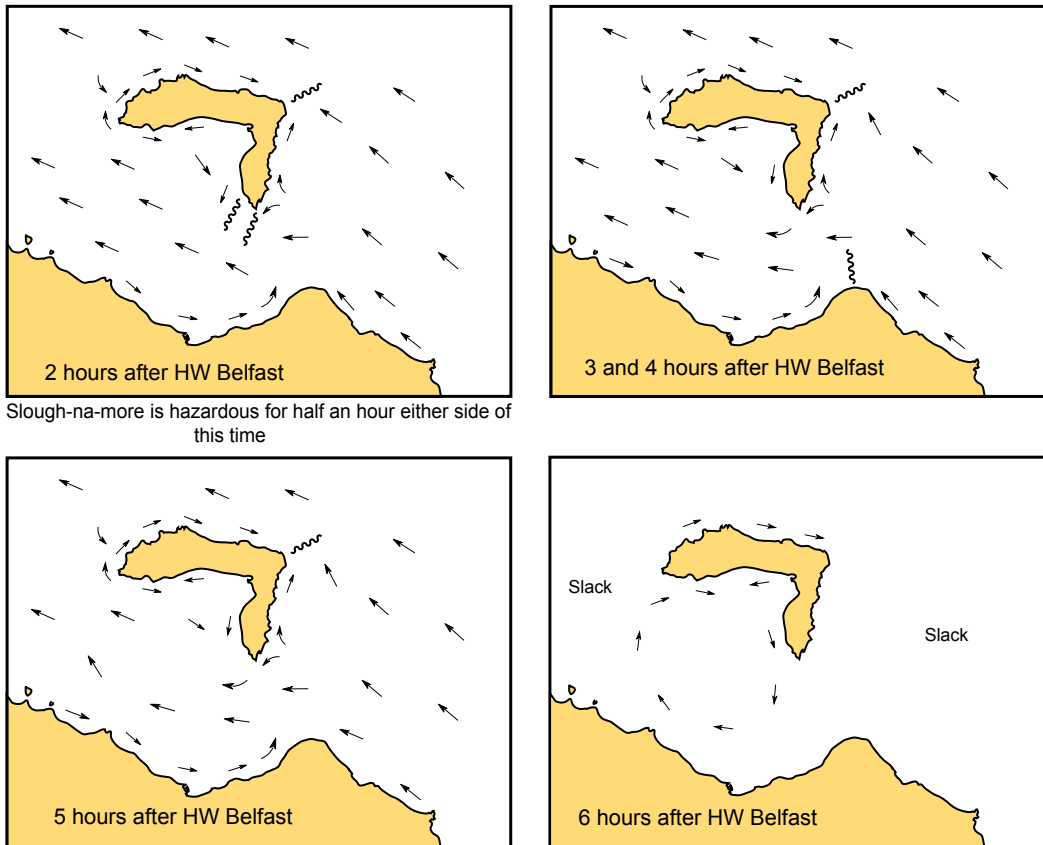 2 hours after HW Belfast
3 and 4 hours after HW Belfast
Slough-na-more is hazardous for half an hour either side of
this time
Slack
Slack
5 hours after HW Belfast
6 hours after HW Belfast